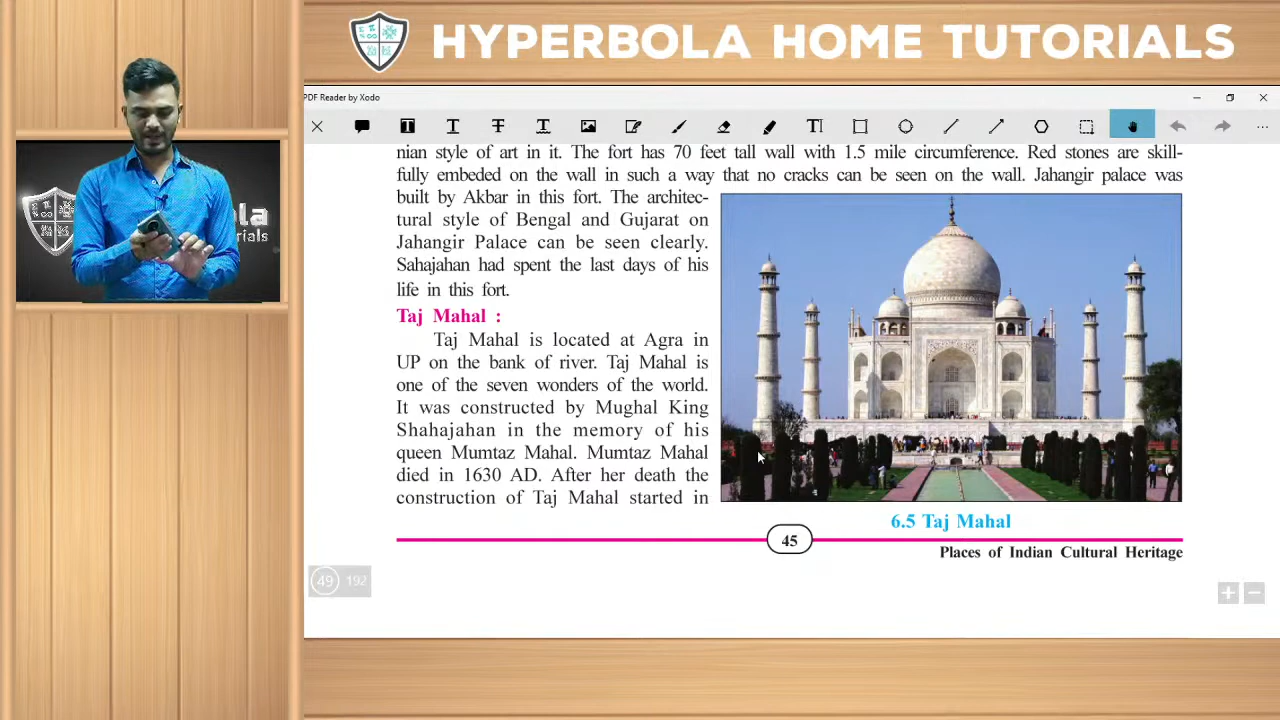 HYPERBOLA HOME TUTORIALS
PDF Reader by Xodo
nian style of art in it. The fort has 70 feet tall wall with 1.5 mile circumference. Red stones are skill-
fully embeded on the wall in such a way that no cracks can be seen on the wall. Jahangir palace was
built by Akbar in this fort. The architec-
tural style of Bengal and Gujarat on
Jahangir Palace can be seen clearly.
Sahajahan had spent the last days of his
life in this fort.
Taj Mahal :
Taj Mahal is located at Agra in
UP on the bank of river. Taj Mahal is
one of the seven wonders of the world.
It was constructed by Mughal King
Shahajahan in the memory of his
queen Mumtaz Mahal. Mumtaz Mahal
died in 1630 AD. After her death the
construction of Taj Mahal started in
6.5 Taj Mahal
45
Places of Indian Cultural Heritage
49 192